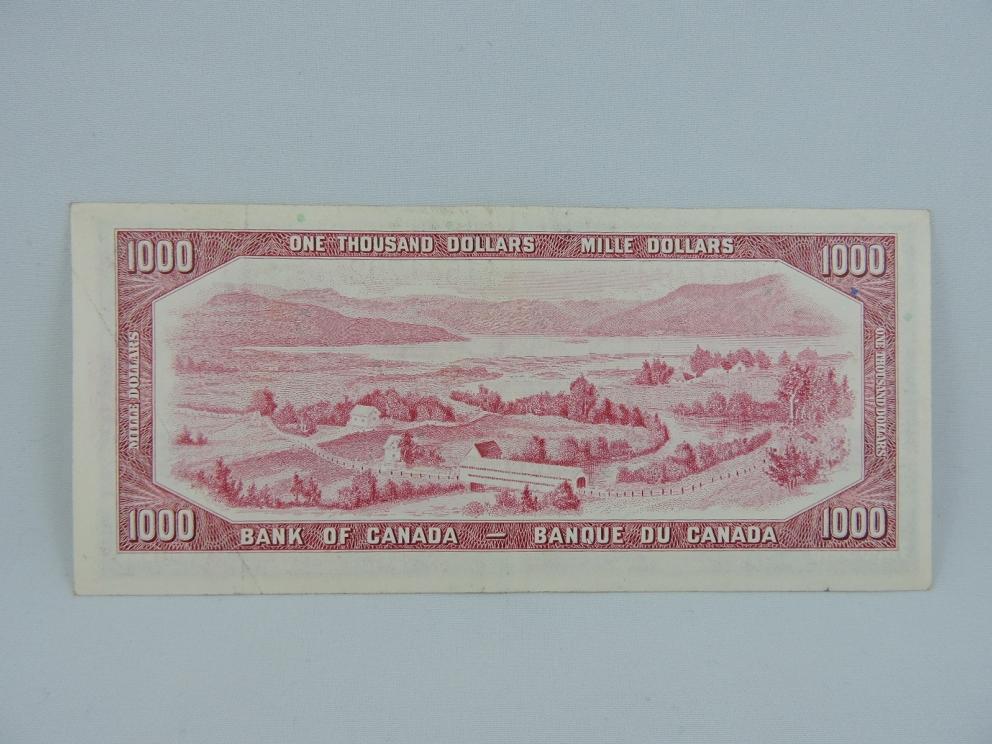 ONE THOUSAND DOLLARS MILLE DOLLARS
1000 1000
MILLE DOLLARS
ONE THOUSAND DOLLARS
1000 1000
BANK OF CANADA — BANQUE DU CANADA